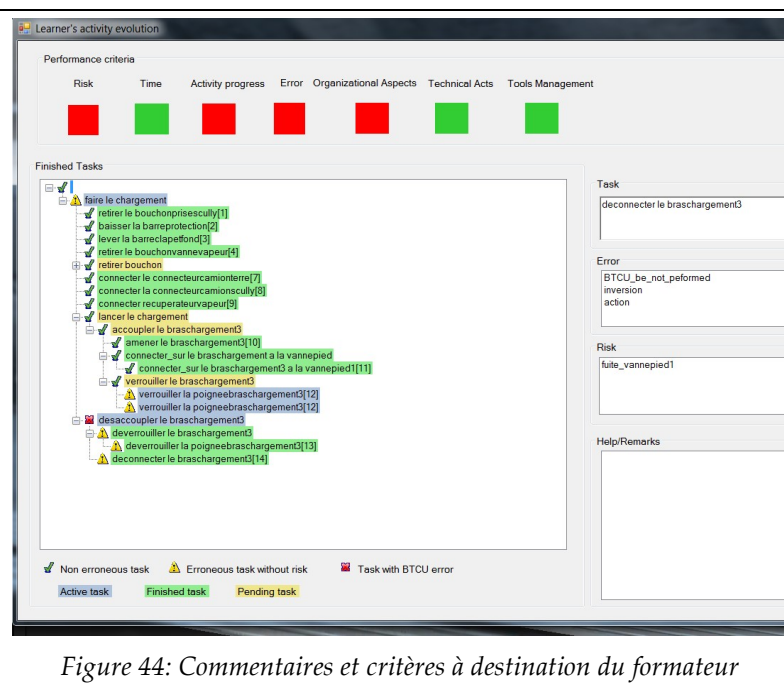 Learner's activity evolution
Performance criteria
Risk Time Activity progress Error Organizational Aspects Technical Acts Tools Management
Finished Tasks
faire le chargement
retirer le bouchonprisescully[1]
baisser la barreprotection[2]
lever la barreclapetfond[3]
retirer le bouchonvannevapeur[4]
retirer bouchon
connecter le connecteurcamionterre[7]
connecter la connecteurcamionscully[8]
connecter recuperateurvapeur[9]
lancer le chargement
accoupler le braschargement3
amener le braschargement3[10]
connecter_sur le braschargement a la vannepied
connecter_sur le braschargement3 a la vannepied1[11]
verrouiller le braschargement3
verrouiller la poigneebraschargement3[12]
verrouiller la poigneebraschargement3[12]
desaccoupler le braschargement3
deverrouiller le braschargement3
deverrouiller la poigneebraschargement3[13]
deconnecter le braschargement3[14]
Non erroneous task Erroneous task without risk Task with BTCU error
Active task Finished task Pending task
Task
deconnecter le braschargement3
Error
BTCU_be_not_peformed
inversion
action
Risk
fuite_vannepied1
Help/Remarks
Figure 44: Commentaires et critères à destination du formateur